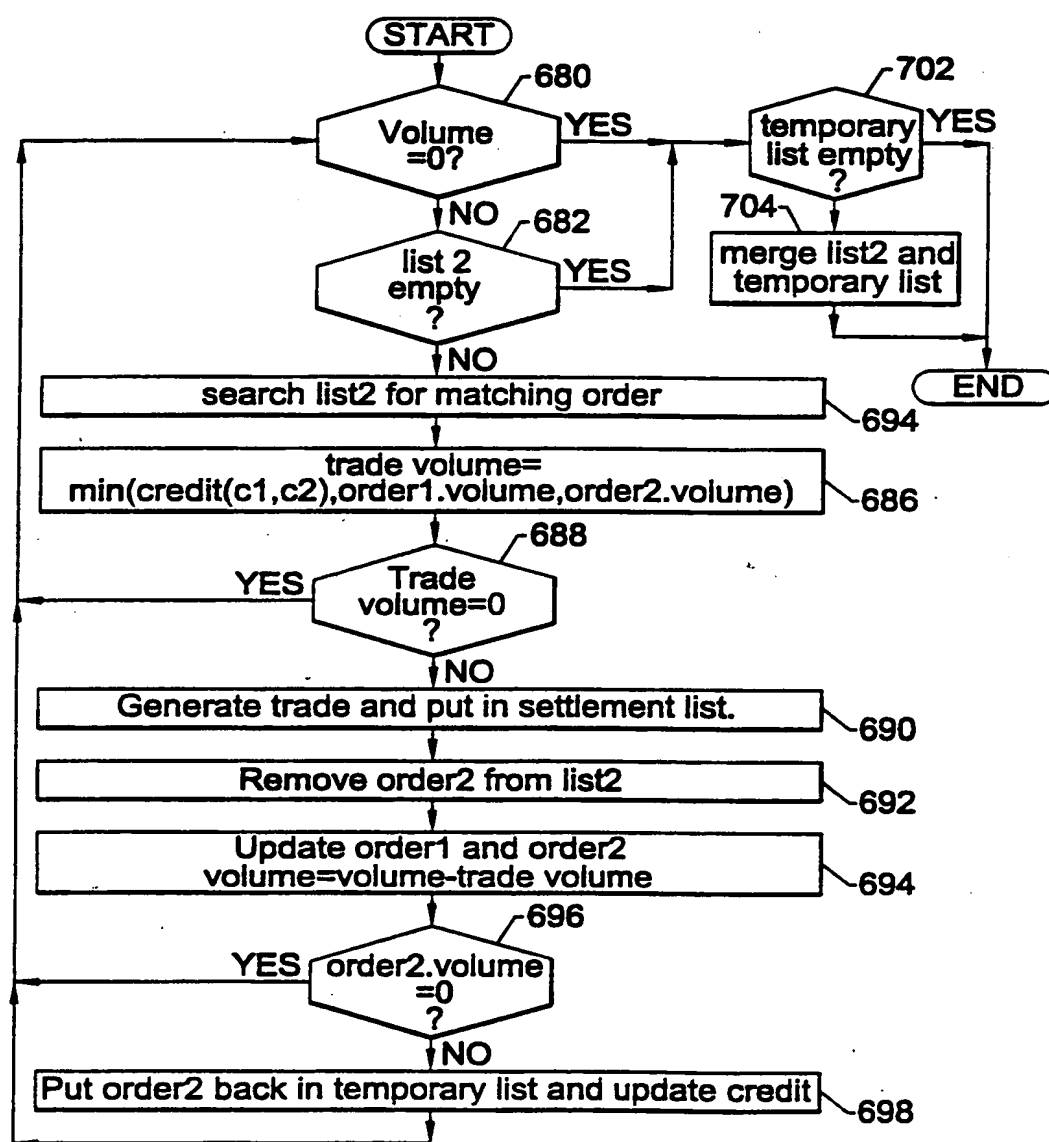 START
680
Volume
=0?
YES
702
temporary
list empty
?
YES
NO
682
list 2
empty
?
YES
704
merge list2 and
temporary list
NO
END
search list2 for matching order
694
trade volume=
min(credit(c1,c2),order1.volume,order2.volume)
686
688
YES
Trade
volume=0
?
NO
Generate trade and put in settlement list.
690
Remove order2 from list2
692
Update order1 and order2
volume=volume-trade volume
694
696
YES
order2.volume
=0
?
NO
Put order2 back in temporary list and update credit
698